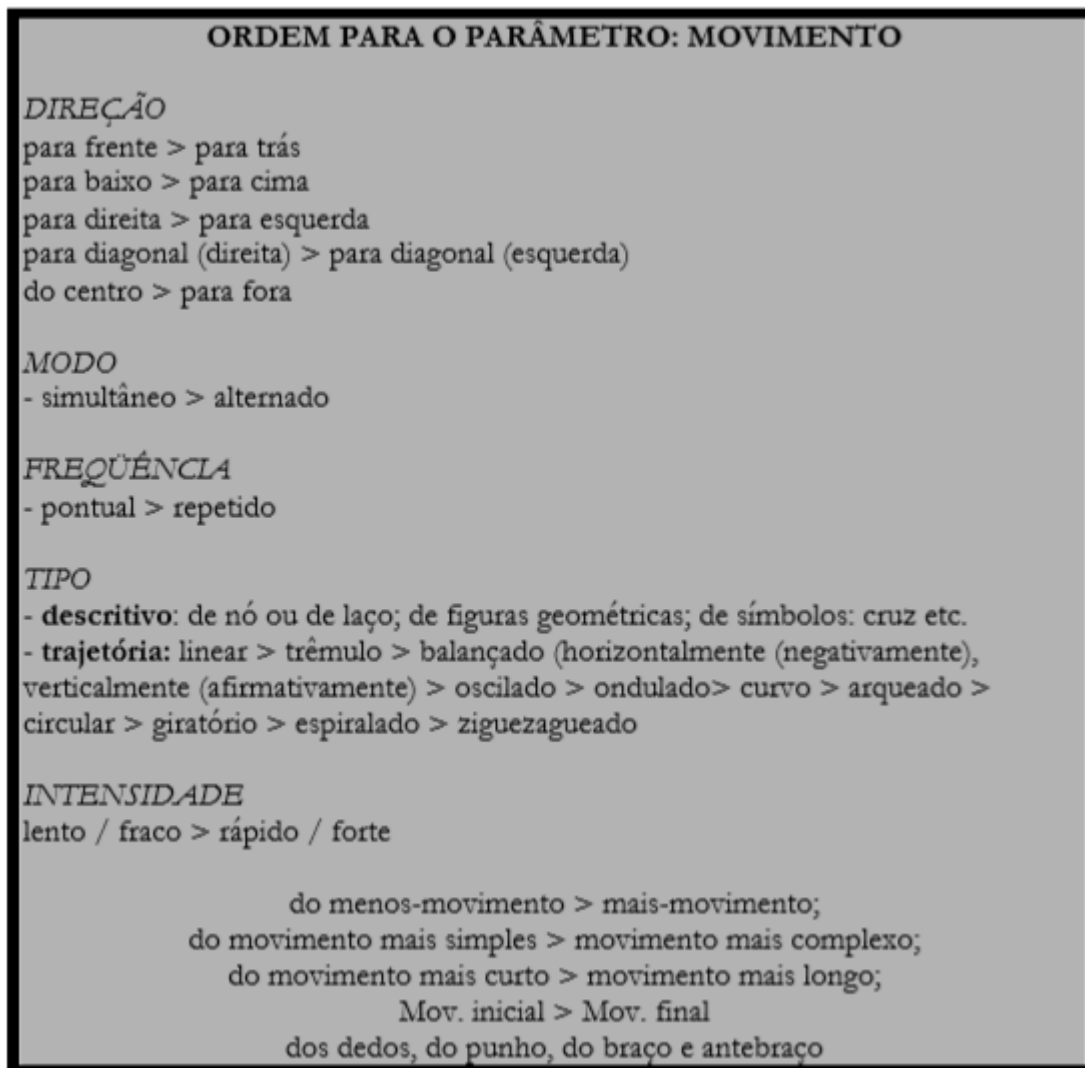 ORDEM PARA O PARÂMETRO: MOVIMENTO
DIREÇÃO
para frente > para trás
para baixo > para cima
para direita > para esquerda
para diagonal (direita) > para diagonal (esquerda)
do centro > para fora
MODO
- simultâneo > alternado
FREQÜÊNCIA
- pontual > repetido
TIPO
- descritivo: de nó ou de laço; de figuras geométricas; de símbolos: cruz etc.
- trajetória: linear > trêmulo > balançado (horizontalmente (negativamente),
verticalmente (afirmativamente) > oscilado > ondulado> curvo > arqueado >
circular > giratório > espiralado > ziguezagueado
INTENSIDADE
lento / fraco > rápido / forte
do menos-movimento > mais-movimento;
do movimento mais simples > movimento mais complexo;
do movimento mais curto > movimento mais longo;
Mov. inicial > Mov. final
dos dedos, do punho, do braço e antebraço